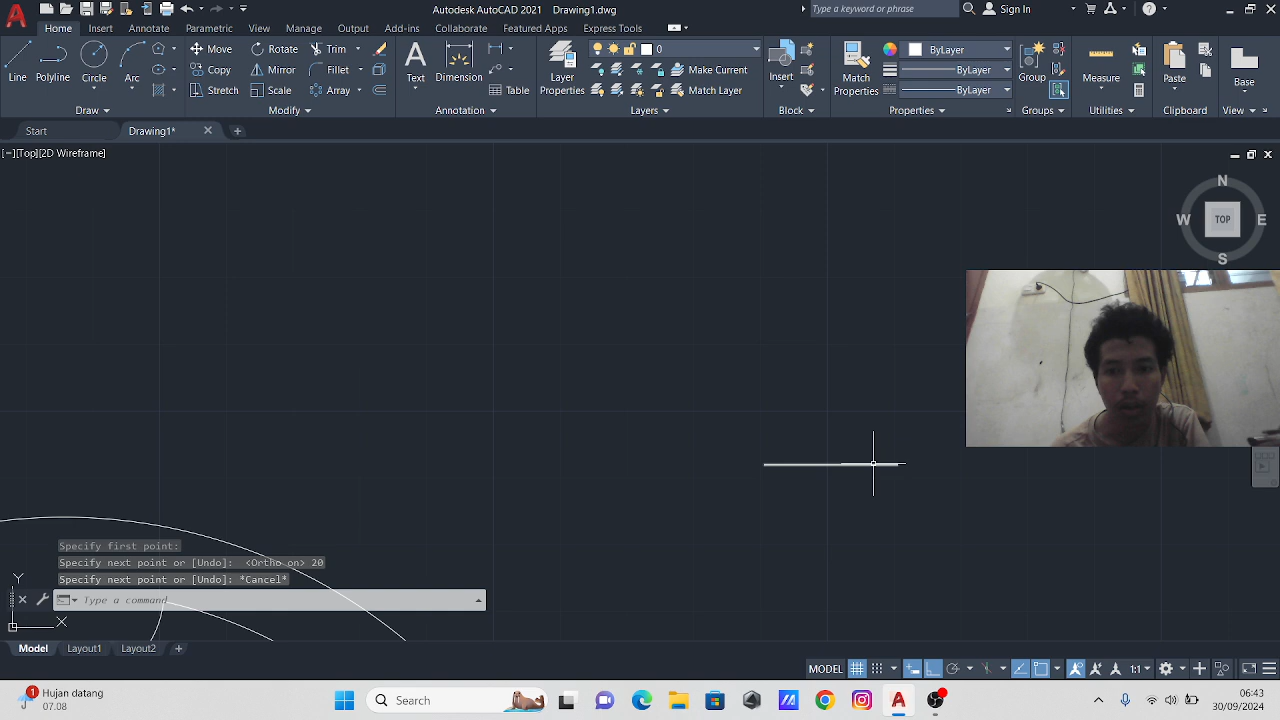 Autodesk AutoCAD 2021 Drawing1.dwg
Type a keyword or phrase
Sign In
Home Insert Annotate Parametric View Manage Output Add-ins Collaborate Featured Apps Express Tools
Line
Polyline
Circle
Arc
Move
Rotate
Trim
Copy
Mirror
Fillet
Stretch
Scale
Array
Text
Dimension
Table
Layer
Properties
0
Make Current
Match Layer
Insert
Match
Properties
ByLayer
ByLayer
ByLayer
Group
Measure
Paste
Base
Draw
Modify
Annotation
Layers
Block
Properties
Groups
Utilities
Clipboard
View
Start
Drawing1*
[−][Top][2D Wireframe]
N
W
TOP
E
S
Specify first point:
Specify next point or [Undo]: <Ortho on> 20
Specify next point or [Undo]: *Cancel*
Type a command
Y
X
Model
Layout1
Layout2
MODEL
1:1
1
Hujan datang
07.08
Search
06:43
30/09/2024